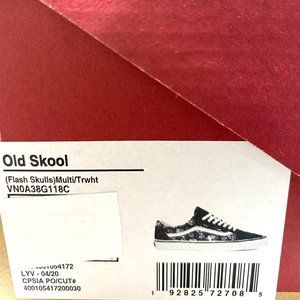 Old Skool
(Flash Skulls)Multi/Trwht
VN0A38G118C
LYV - 04/20
CPSIA PO/CUT#
400105417200030
1 92825 72708 5